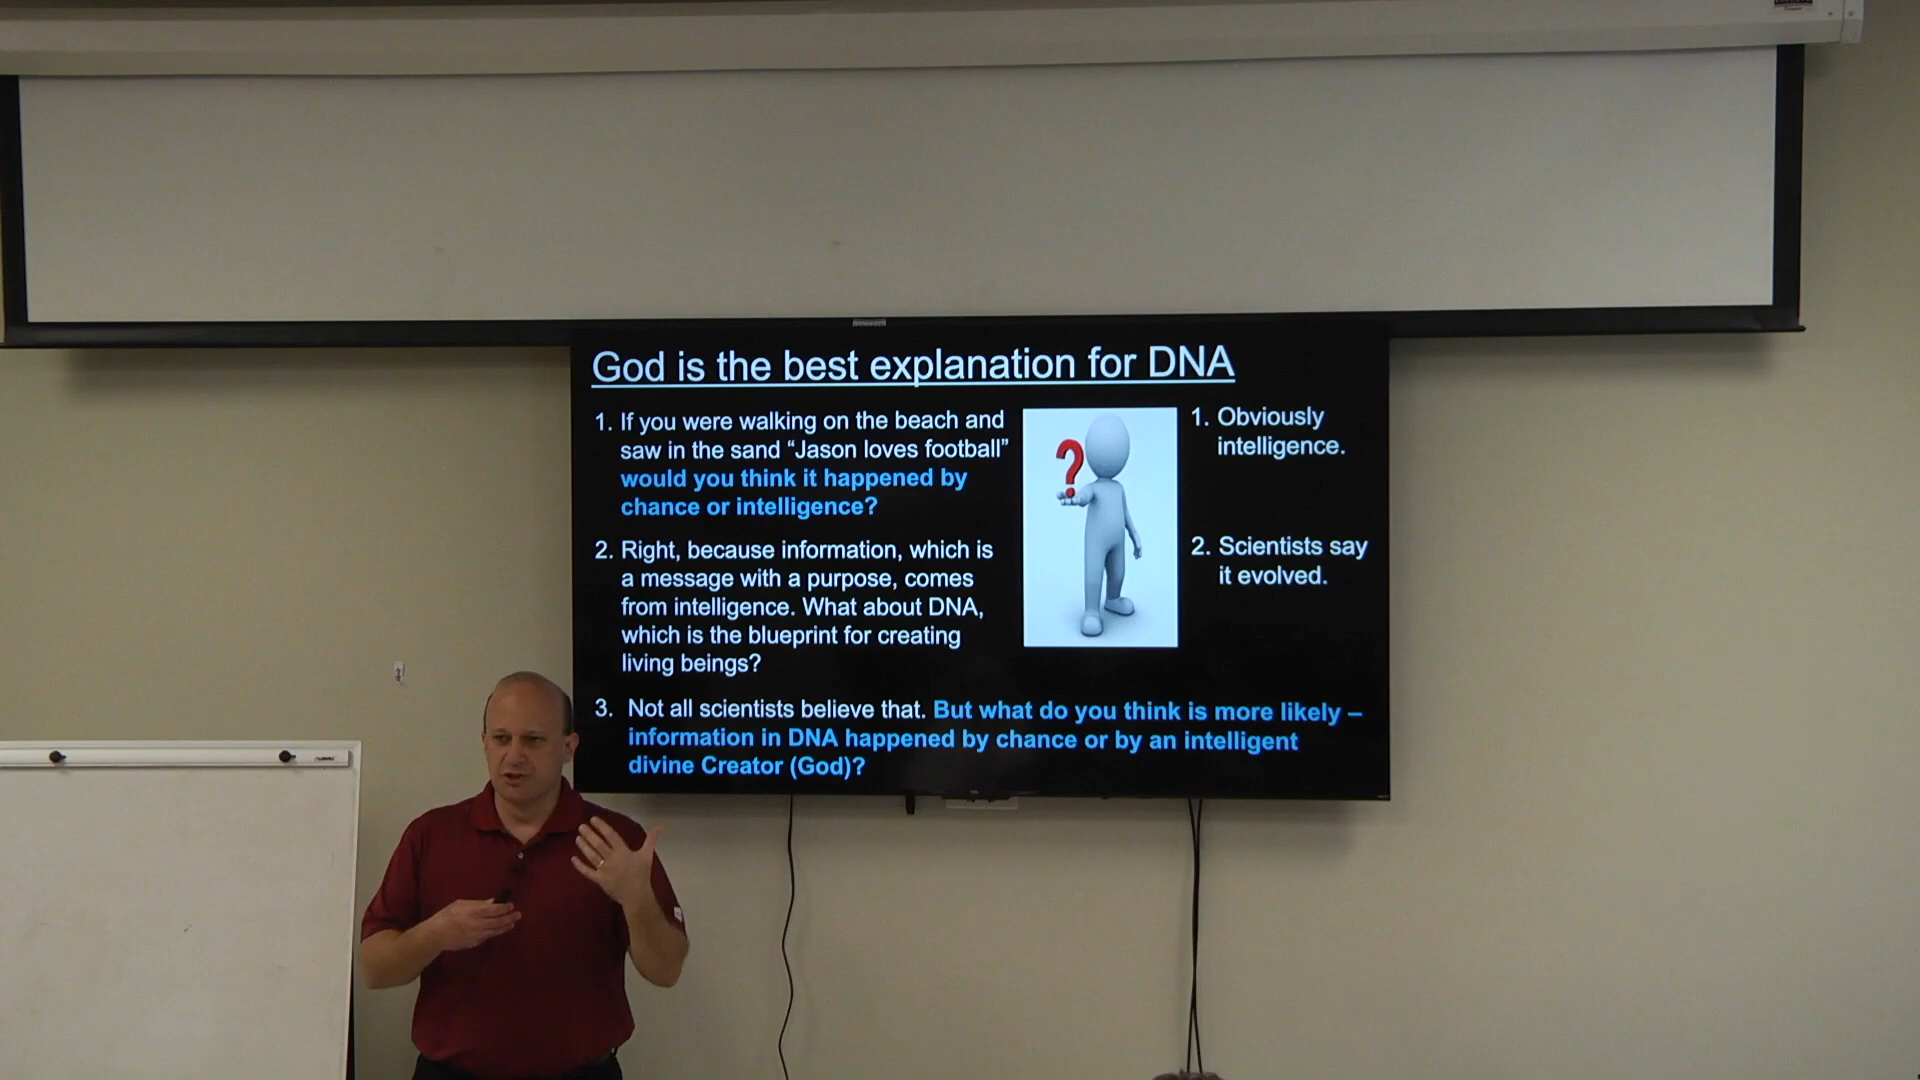 God is the best explanation for DNA
1. If you were walking on the beach and
saw in the sand “Jason loves football”
would you think it happened by
chance or intelligence?
2. Right, because information, which is
a message with a purpose, comes
from intelligence. What about DNA,
which is the blueprint for creating
living beings?
?
1. Obviously
intelligence.
2. Scientists say
it evolved.
3. Not all scientists believe that. But what do you think is more likely –
information in DNA happened by chance or by an intelligent
divine Creator (God)?